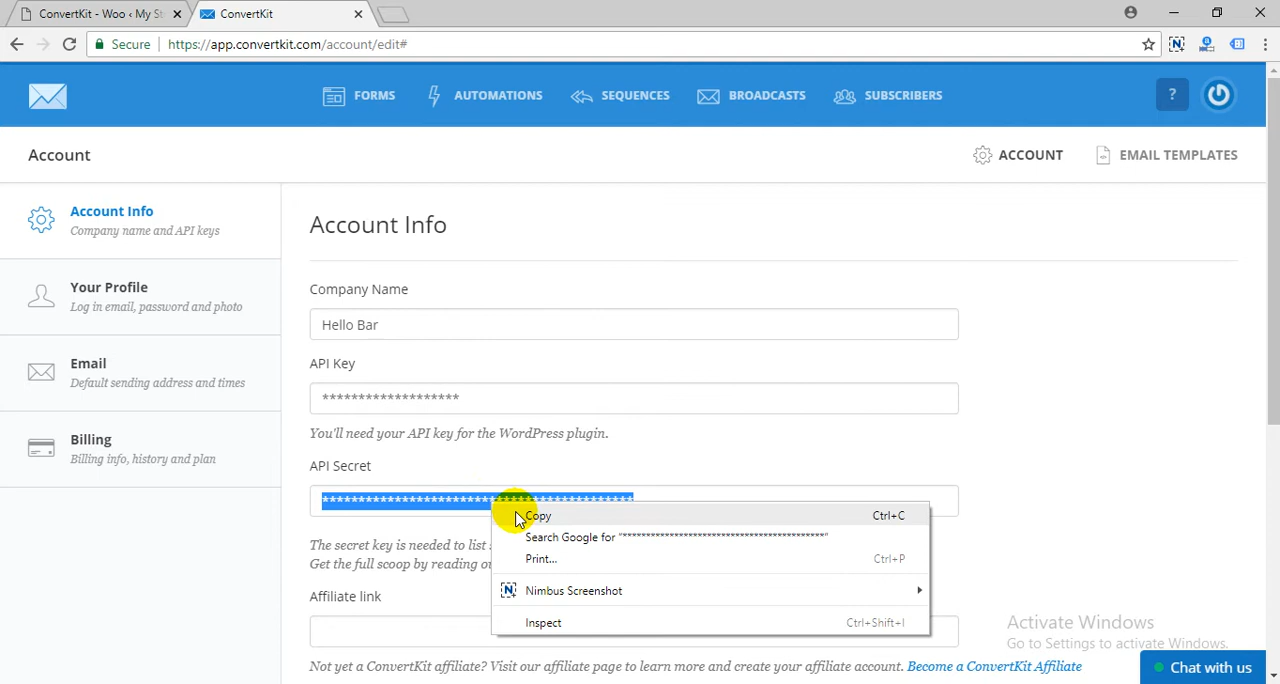 ConvertKit - Woo ‹ My St
ConvertKit
Secure
https://app.convertkit.com/account/edit#
FORMS
AUTOMATIONS
SEQUENCES
BROADCASTS
SUBSCRIBERS
?
Account
ACCOUNT
EMAIL TEMPLATES
Account Info
Company name and API keys
Your Profile
Log in email, password and photo
Email
Default sending address and times
Billing
Billing info, history and plan
Account Info
Company Name
Hello Bar
API Key
*******************
You'll need your API key for the WordPress plugin.
API Secret
*******************************************
Copy Ctrl+C
Search Google for "*******************************************"
Print... Ctrl+P
N Nimbus Screenshot
Inspect Ctrl+Shift+I
The secret key is needed to list
Get the full scoop by reading
Affiliate link
Not yet a ConvertKit affiliate? Visit our affiliate page to learn more and create your affiliate account. Become a ConvertKit Affiliate
Activate Windows
Go to Settings to activate Windows.
Chat with us